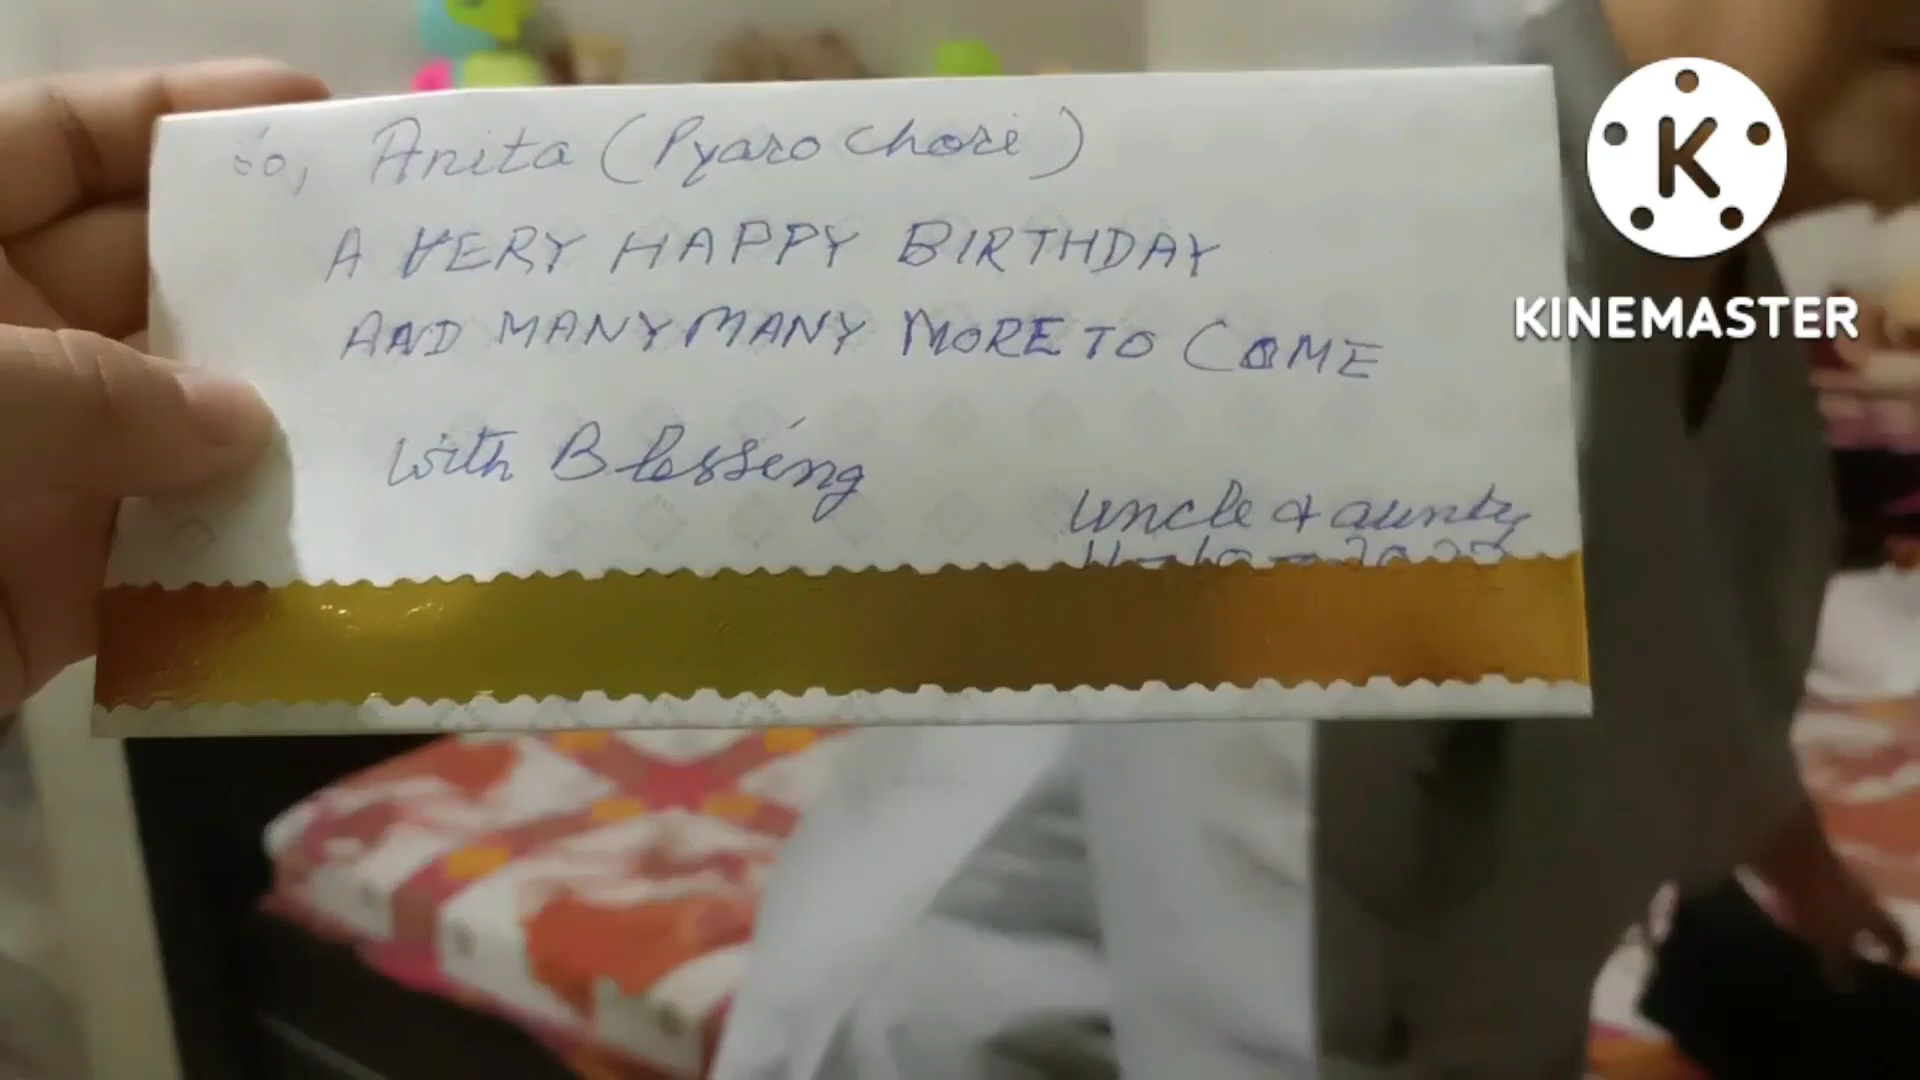 To, Anita (Pyaro Chori)
A VERY HAPPY BIRTHDAY
AND MANY MANY MORE TO COME
With Blessing
Uncle & aunty
KINEMASTER